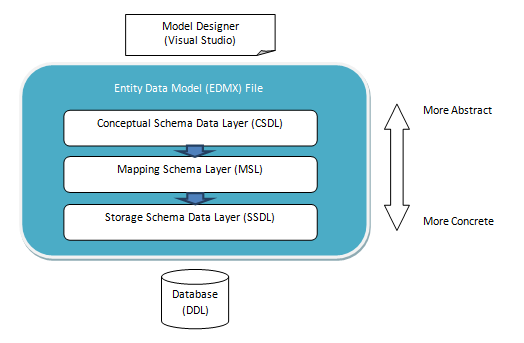 Model Designer
(Visual Studio)
Entity Data Model (EDMX) File
Conceptual Schema Data Layer (CSDL)
More Abstract
Mapping Schema Layer (MSL)
Storage Schema Data Layer (SSDL)
More Concrete
Database
(DDL)